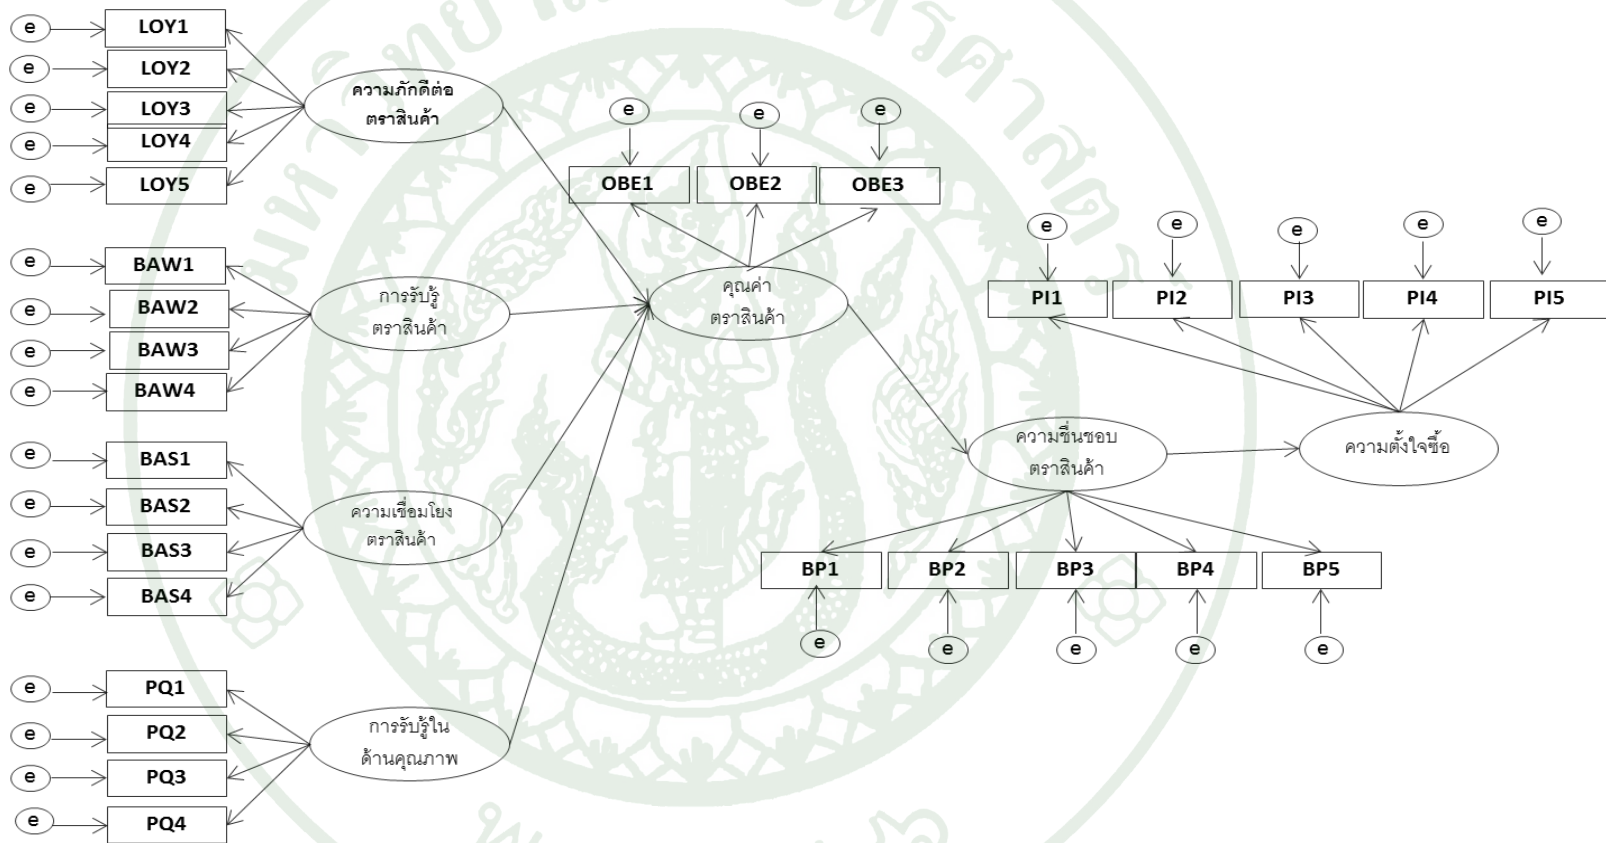 e LOY1
e LOY2
e LOY3
e LOY4
e LOY5
ความภักดีต่อ
ตราสินค้า
e BAW1
e BAW2
e BAW3
e BAW4
การรับรู้
ตราสินค้า
e BAS1
e BAS2
e BAS3
e BAS4
ความเชื่อมโยง
ตราสินค้า
e PQ1
e PQ2
e PQ3
e PQ4
การรับรู้ใน
ด้านคุณภาพ
e e e
OBE1 OBE2 OBE3
คุณค่า
ตราสินค้า
e e e e e
PI1 PI2 PI3 PI4 PI5
ความตั้งใจซื้อ
ความชื่นชอบ
ตราสินค้า
BP1 BP2 BP3 BP4 BP5
e e e e e